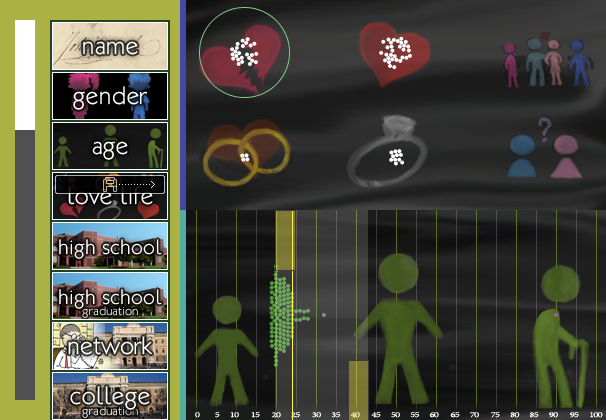 name
gender
age
love life
high school
high school
graduation
network
college
graduation
?
0 5 10 15 20 25 30 35 40 45 50 55 60 65 70 75 80 85 90 95 100